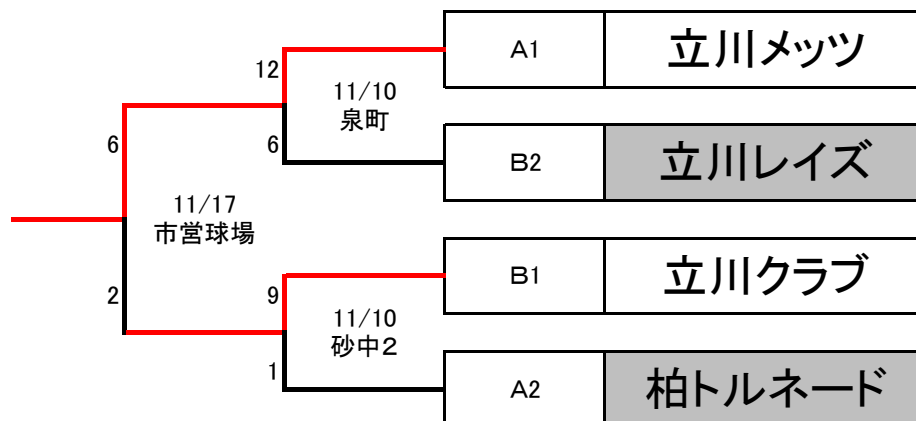 A1 立川メッツ
12
11/10
泉町
6
6
B2 立川レイズ
11/17
市営球場
B1 立川クラブ
2
9
11/10
砂中2
1
A2 柏トルネード